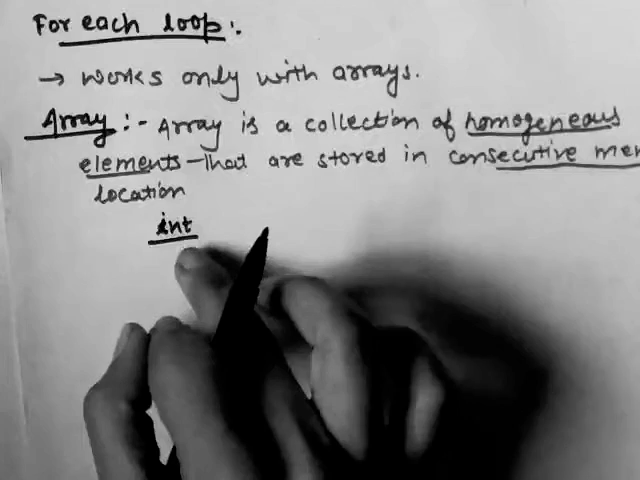 For each loop:
→ works only with arrays.
Array :- Array is a collection of homogeneous
elements that are stored in consecutive mem
location
int